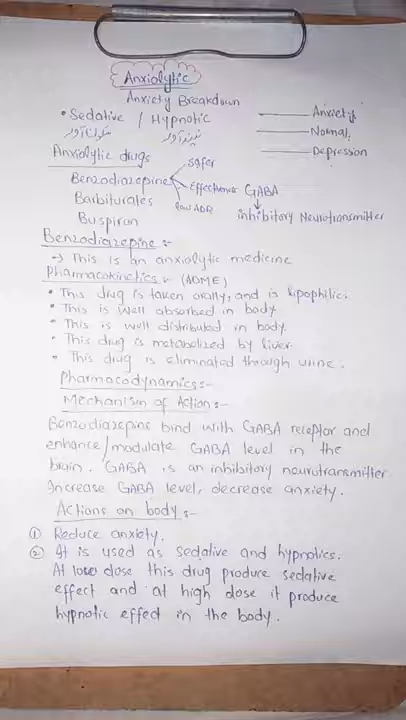 Anxiolytic
Anxiety Breakdown
• Sedative / Hypnotic
سکون آور نیند آور
Anxiety
Normal
Depression
Anxiolytic drugs
Benzodiazepine
Safer
Effectiveness
low ADR
GABA
inhibitory Neurotransmitter
Barbiturales
Buspiron
Benzodiazepine :-
→ This is an anxiolytic medicine
Pharmacokinetics:- (ADME)
• This drug is taken orally, and is lipophilic.
• This is well absorbed in body
• This is well distributed in body.
• This drug is metabolized by liver.
• This drug is eliminated through urine.
Pharmacodynamics:-
Mechanism of Action:-
Benzodiazepine bind with GABA receptor and
enhance/modulate GABA level in the
brain. GABA is an inhibitory neurotransmitter
Increase GABA level, decrease anxiety.
Actions on body:-
① Reduce anxiety.
② It is used as sedative and hypnotics.
At low dose this drug produce sedative
effect and at high dose it produce
hypnotic effect in the body.